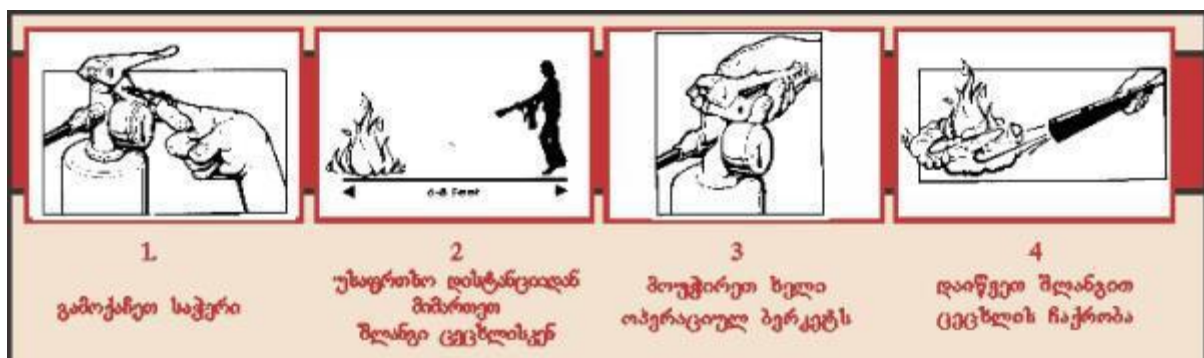 6-8 Feet
1.
გამოქაჩეთ საჭერი
2
უსაფრთხო დისტანციიდან
მიმართეთ
შლანგი ცეცხლისკენ
3
მოუჭირეთ ხელი
ოპერაციულ ბერკეტს
4
დაიწყეთ შლანგით
ცეცხლის ჩაქრობა